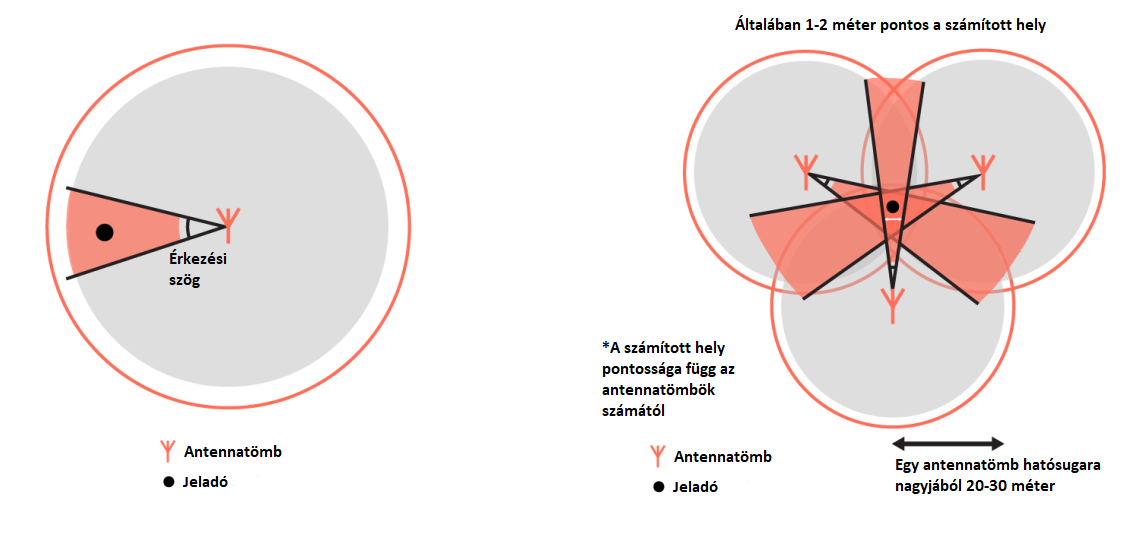 Érkezési
szög
Antennatömb
Jeladó
Általában 1-2 méter pontos a számított hely
*A számított hely
pontossága függ az
antennatömbök
számától
Antennatömb
Jeladó
Egy antennatömb hatósugara
nagyjából 20-30 méter